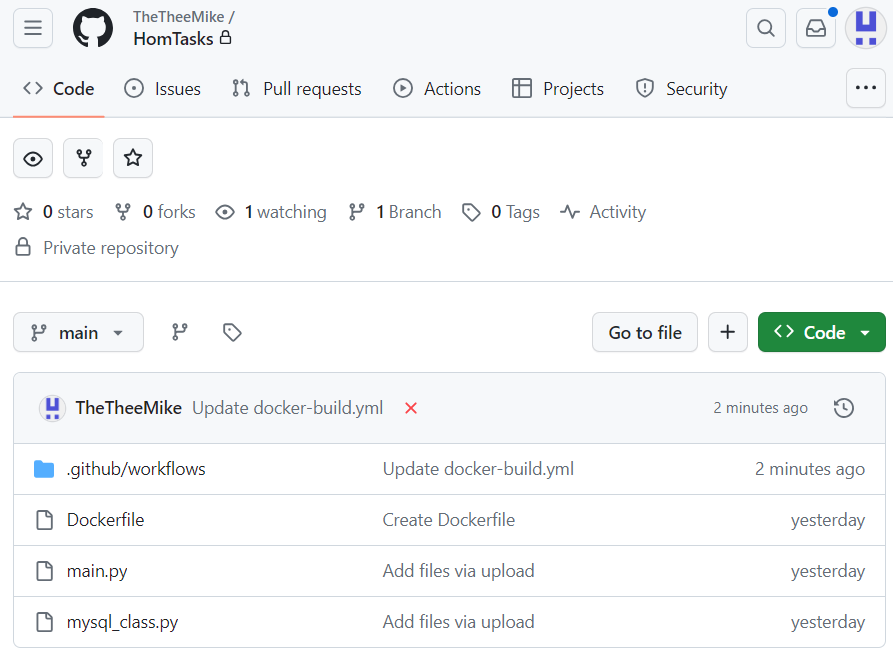 TheTheeMike /
HomTasks
Code Issues Pull requests Actions Projects Security
0 stars 0 forks 1 watching 1 Branch 0 Tags Activity
Private repository
main Go to file Code
TheTheeMike Update docker-build.yml 2 minutes ago
.github/workflows Update docker-build.yml 2 minutes ago
Dockerfile Create Dockerfile yesterday
main.py Add files via upload yesterday
mysql_class.py Add files via upload yesterday